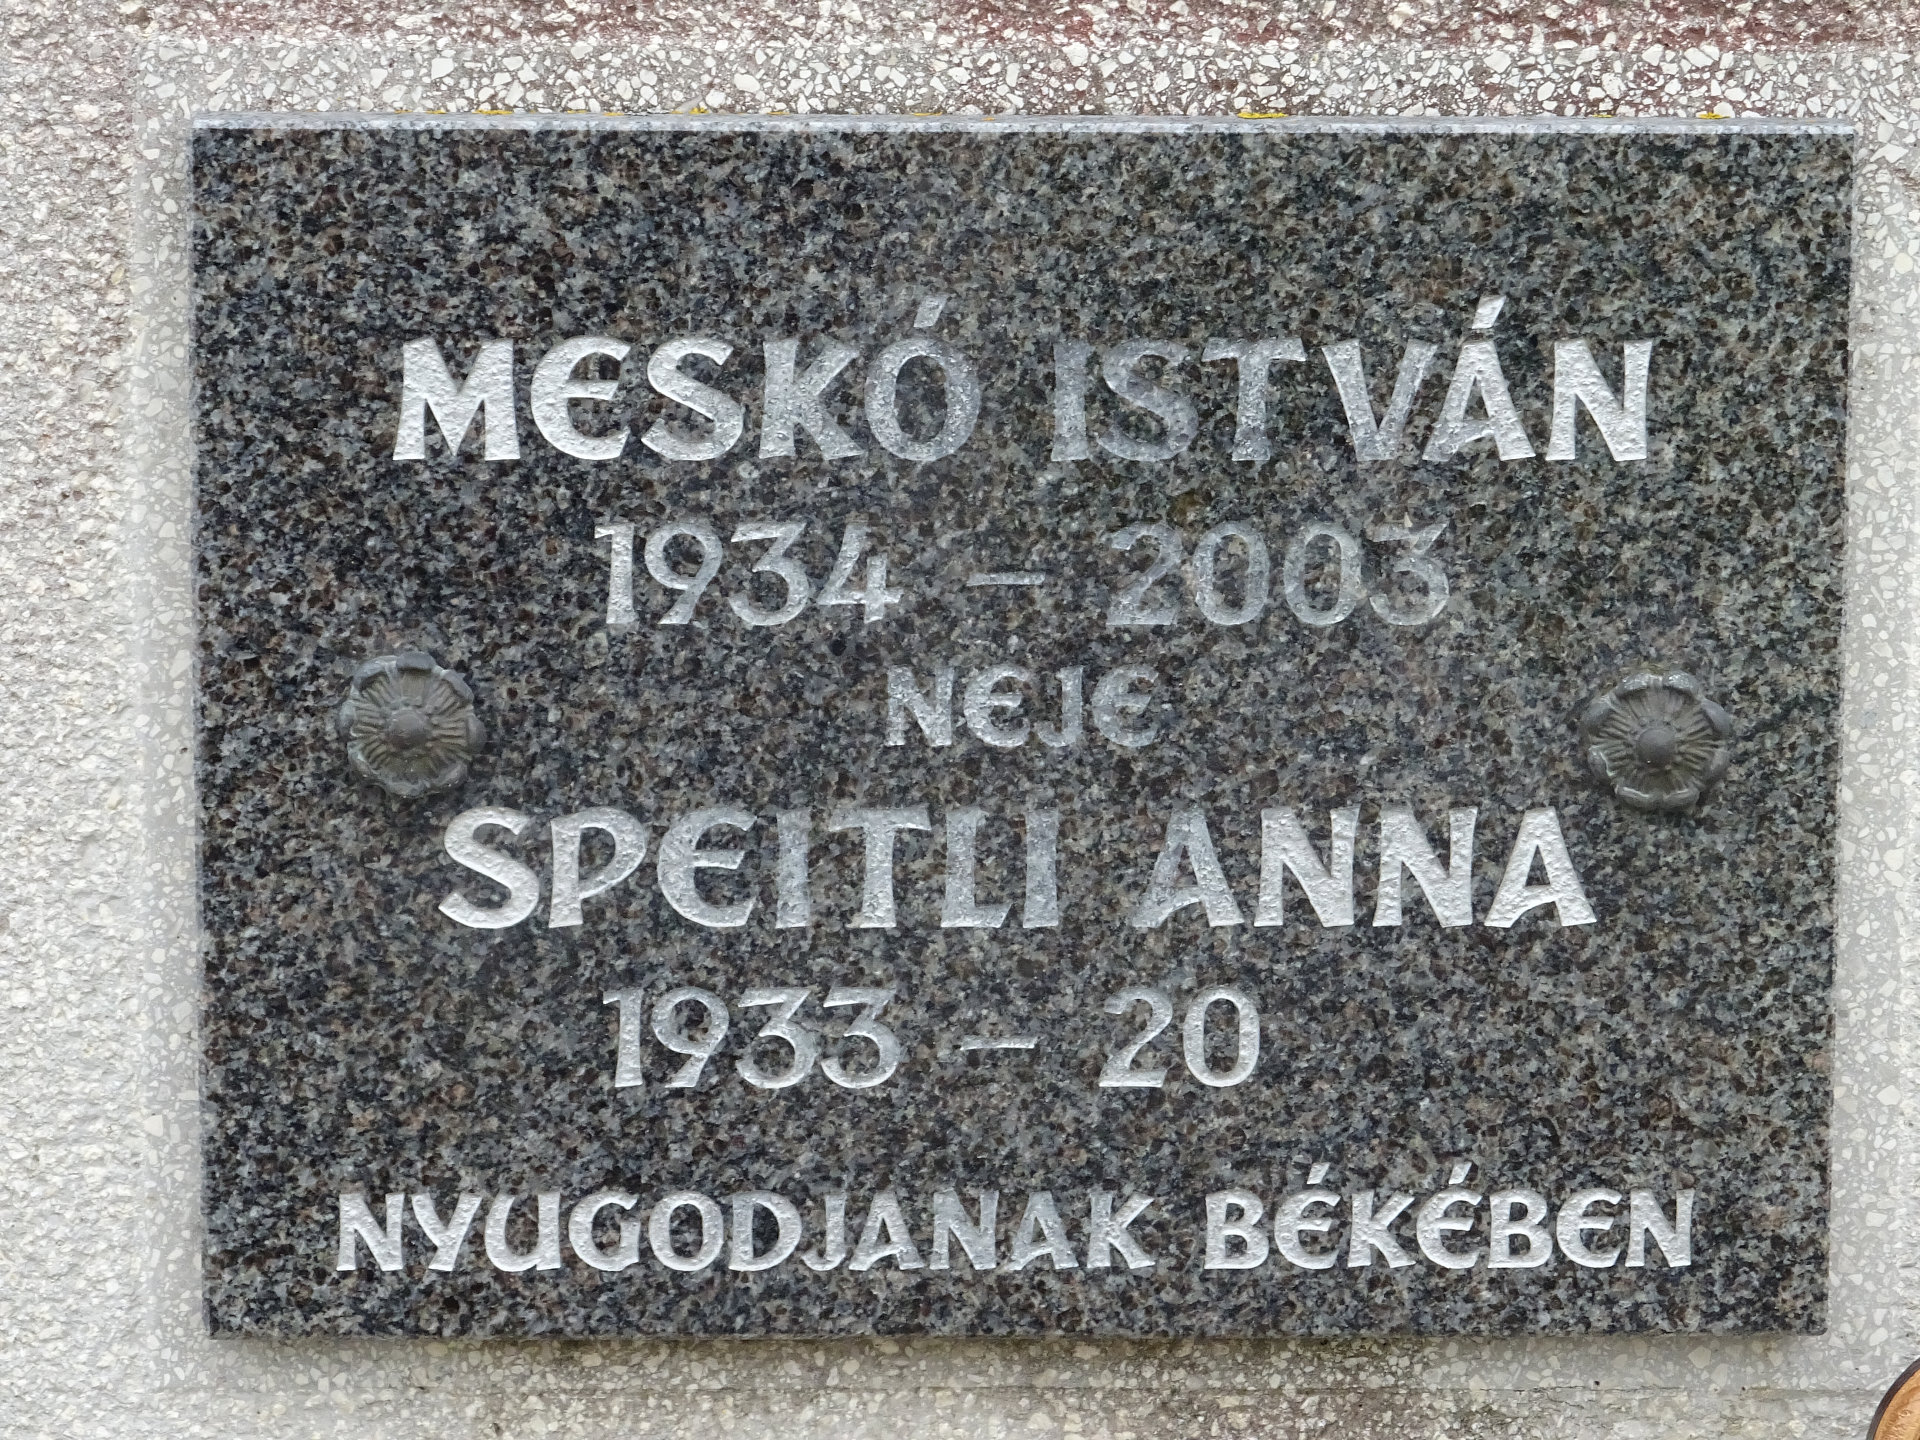 MESKÓ ISTVÁN
1934 – 2003
NEJE
SPEITLI ANNA
1933 – 20
NYUGODJANAK BÉKÉBEN